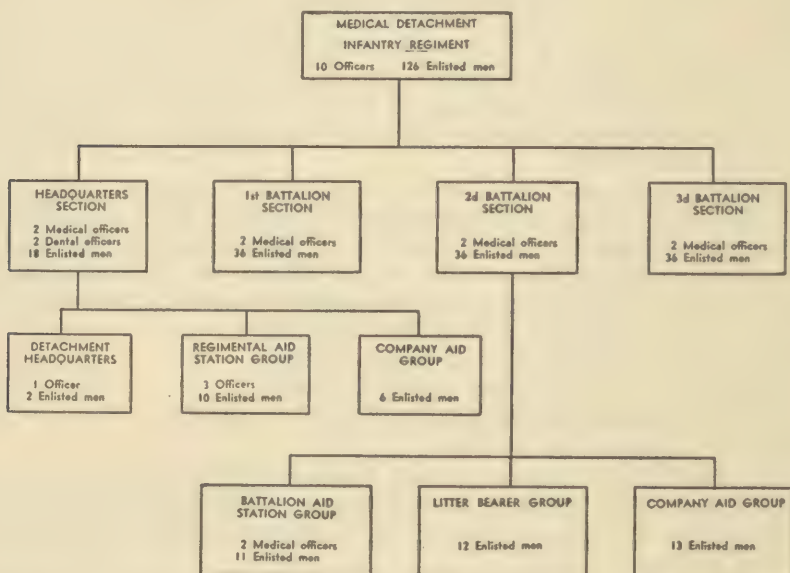 MEDICAL DETACHMENT
INFANTRY REGIMENT
10 Officers 126 Enlisted men
HEADQUARTERS
SECTION
2 Medical officers
2 Dental officers
18 Enlisted men
1st BATTALION
SECTION
2 Medical officers
36 Enlisted men
2d BATTALION
SECTION
2 Medical officers
36 Enlisted men
3d BATTALION
SECTION
2 Medical officers
36 Enlisted men
DETACHMENT
HEADQUARTERS
1 Officer
2 Enlisted men
REGIMENTAL AID
STATION GROUP
3 Officers
10 Enlisted men
COMPANY AID
GROUP
6 Enlisted men
BATTALION AID
STATION GROUP
2 Medical officers
11 Enlisted men
LITTER BEARER GROUP
12 Enlisted men
COMPANY AID GROUP
13 Enlisted men